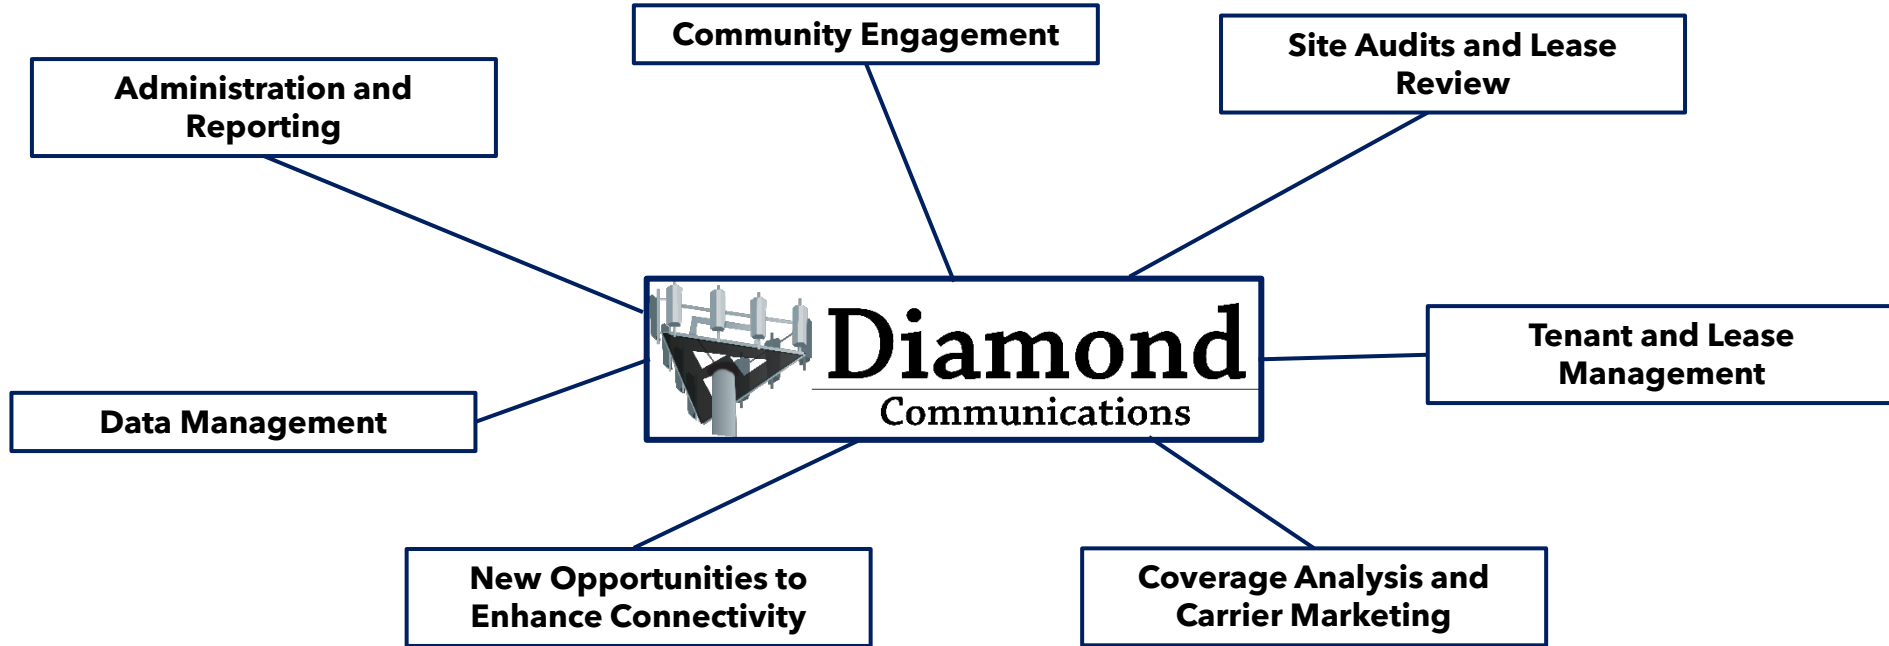 Community Engagement
Site Audits and Lease
Review
Administration and
Reporting
Diamond
Communications
Tenant and Lease
Management
Data Management
New Opportunities to
Enhance Connectivity
Coverage Analysis and
Carrier Marketing